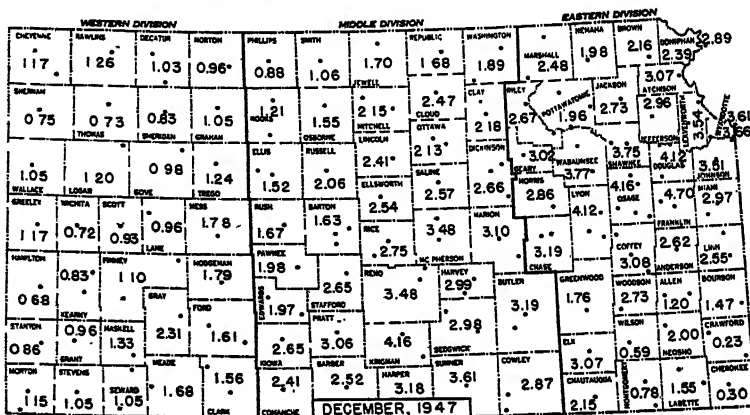 WESTERN DIVISION MIDDLE DIVISION EASTERN DIVISION
CHEYENNE RAWLINS DECATUR NORTON PHILLIPS SMITH REPUBLIC WASHINGTON MARSHALL NEMAHA BROWN DONIPHAN
1.17 1.26 1.03 0.96 0.88 1.06 1.70 1.68 1.89 2.48 1.98 2.16 2.39 2.89
JEWELL
SHERMAN THOMAS SHERIDAN GRAHAM ROOKS OSBORNE MITCHELL CLOUD CLAY RILEY POTTAWATOMIE JACKSON ATCHISON JEFFERSON LEAVENWORTH WYANDOTTE
0.75 0.73 0.83 1.05 1.21 1.55 2.15 2.47 2.18 2.67 1.96 2.73 3.07 2.96 3.54 3.61
3.66
LINCOLN OTTAWA DICKINSON
2.41 2.13 2.66
WALLACE LOGAN GOVE TREGO ELLIS RUSSELL ELLSWORTH SALINE GEARY WABAUNSEE SHAWNEE DOUGLAS JOHNSON
1.05 1.20 0.98 1.24 1.52 2.06 2.54 2.57 3.02 3.77 3.75 4.12 3.61
MORRIS LYON OSAGE FRANKLIN MIAMI
2.86 4.12 4.16 4.70 2.97
GREELEY WICHITA SCOTT LANE NESS RUSH BARTON RICE MC PHERSON MARION CHASE COFFEY ANDERSON LINN
1.17 0.72 0.93 0.96 1.78 1.67 1.63 2.75 3.48 3.10 3.19 3.08 2.62 2.55
HAMILTON KEARNY FINNEY HODGEMAN PAWNEE STAFFORD RENO HARVEY BUTLER GREENWOOD WOODSON ALLEN BOURBON
0.68 0.83 1.10 1.79 1.98 2.65 3.48 2.99 3.19 1.76 2.73 1.20 1.47
GRAY FORD EDWARDS PRATT SEDGWICK
2.31 1.61 1.97 3.06 2.98
STANTON GRANT HASKELL KIOWA KINGMAN ELK WILSON NEOSHO CRAWFORD
0.86 0.96 1.33 2.65 4.16 3.07 0.59 2.00 0.23
MORTON STEVENS SEWARD MEADE CLARK COMANCHE BARBER HARPER SUMNER COWLEY CHAUTAUQUA MONTGOMERY LABETTE CHEROKEE
1.15 1.05 1.05 1.68 1.56 2.41 2.52 3.18 3.61 2.87 2.15 0.78 1.55 0.30
DECEMBER, 1947